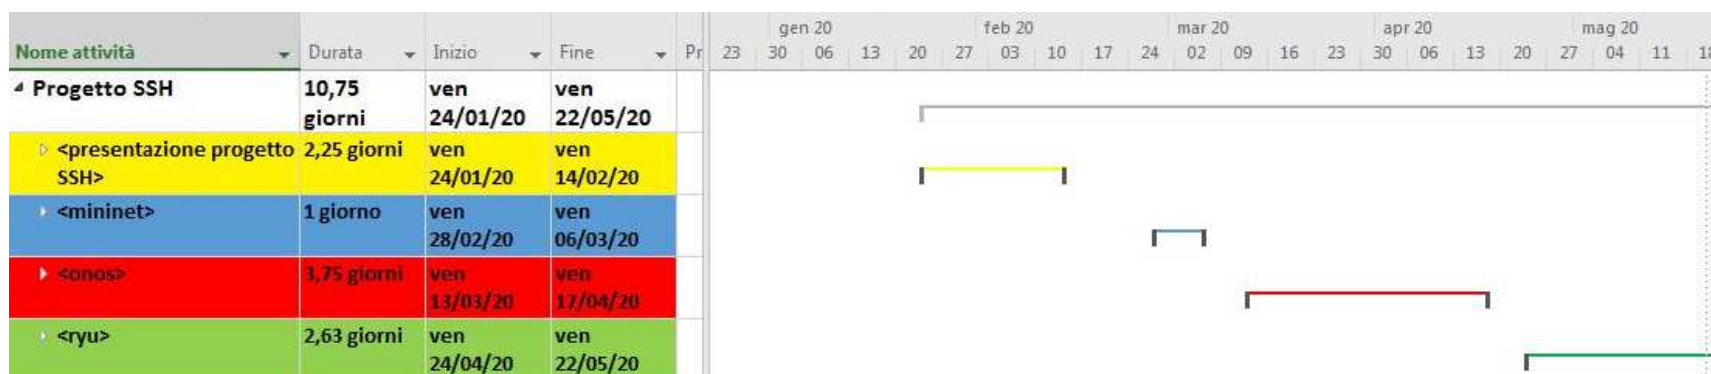 gen 20 feb 20 mar 20 apr 20 mag 20
Nome attività Durata Inizio Fine Pr 23 30 06 13 20 27 03 10 17 24 02 09 16 23 30 06 13 20 27 04 11 18
Progetto SSH 10,75 giorni ven 24/01/20 ven 22/05/20
<presentazione progetto SSH> 2,25 giorni ven 24/01/20 ven 14/02/20
<mininet> 1 giorno ven 28/02/20 ven 06/03/20
<onos> 3,75 giorni ven 13/03/20 ven 17/04/20
<ryu> 2,63 giorni ven 24/04/20 ven 22/05/20